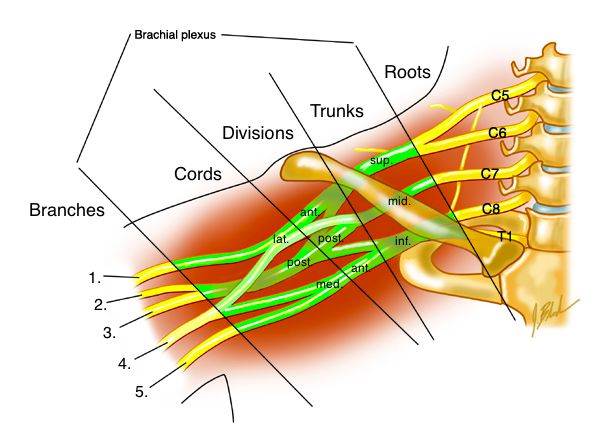 Brachial plexus
Roots
Trunks
Divisions
Cords
Branches
C5
C6
C7
C8
T1
sup.
mid.
inf.
ant.
lat.
post.
post
ant.
med.
1.
2.
3.
4.
5.